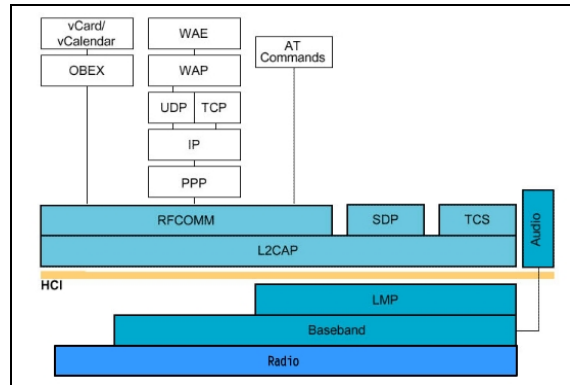 vCard/
vCalendar
WAE
AT
Commands
OBEX
WAP
UDP
TCP
IP
PPP
RFCOMM
SDP
TCS
Audio
L2CAP
HCI
LMP
Baseband
Radio